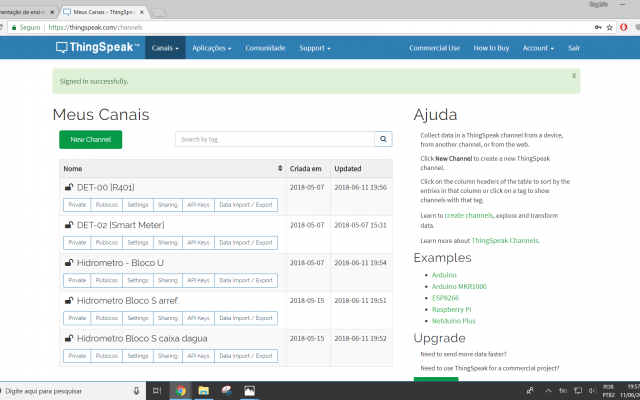 Meus Canais - ThingSpe
Seguro
https://thingspeak.com/channels
ThingSpeak™
Canais
Aplicações
Comunidade
Support
Commercial Use
How to Buy
Account
Sair
Signed in successfully.
x
Meus Canais
New Channel
Search by tag
Nome
Criada em
Updated
DET-00 [R401]
2018-05-07
2018-06-11 19:56
Private
Públicos
Settings
Sharing
API Keys
Data Import / Export
DET-02 [Smart Meter]
2018-05-07
2018-05-07 15:31
Private
Públicos
Settings
Sharing
API Keys
Data Import / Export
Hidrometro - Bloco U
2018-05-07
2018-06-11 19:54
Private
Públicos
Settings
Sharing
API Keys
Data Import / Export
Hidrometro Bloco S arref.
2018-05-15
2018-06-11 19:51
Private
Públicos
Settings
Sharing
API Keys
Data Import / Export
Hidrometro Bloco S caixa dagua
2018-05-15
2018-06-11 19:52
Private
Públicos
Settings
Sharing
API Keys
Data Import / Export
Ajuda
Collect data in a ThingSpeak channel from a device,
from another channel, or from the web.
Click New Channel to create a new ThingSpeak
channel.
Click on the column headers of the table to sort by the
entries in that column or click on a tag to show
channels with that tag.
Learn to create channels, explore and transform
data.
Learn more about ThingSpeak Channels.
Examples
Arduino
Arduino MKR1000
ESP8266
Raspberry Pi
Netduino Plus
Upgrade
Need to send more data faster?
Need to use ThingSpeak for a commercial project?
Digite aqui para pesquisar
POR
PTB2
19:57
11/06/20